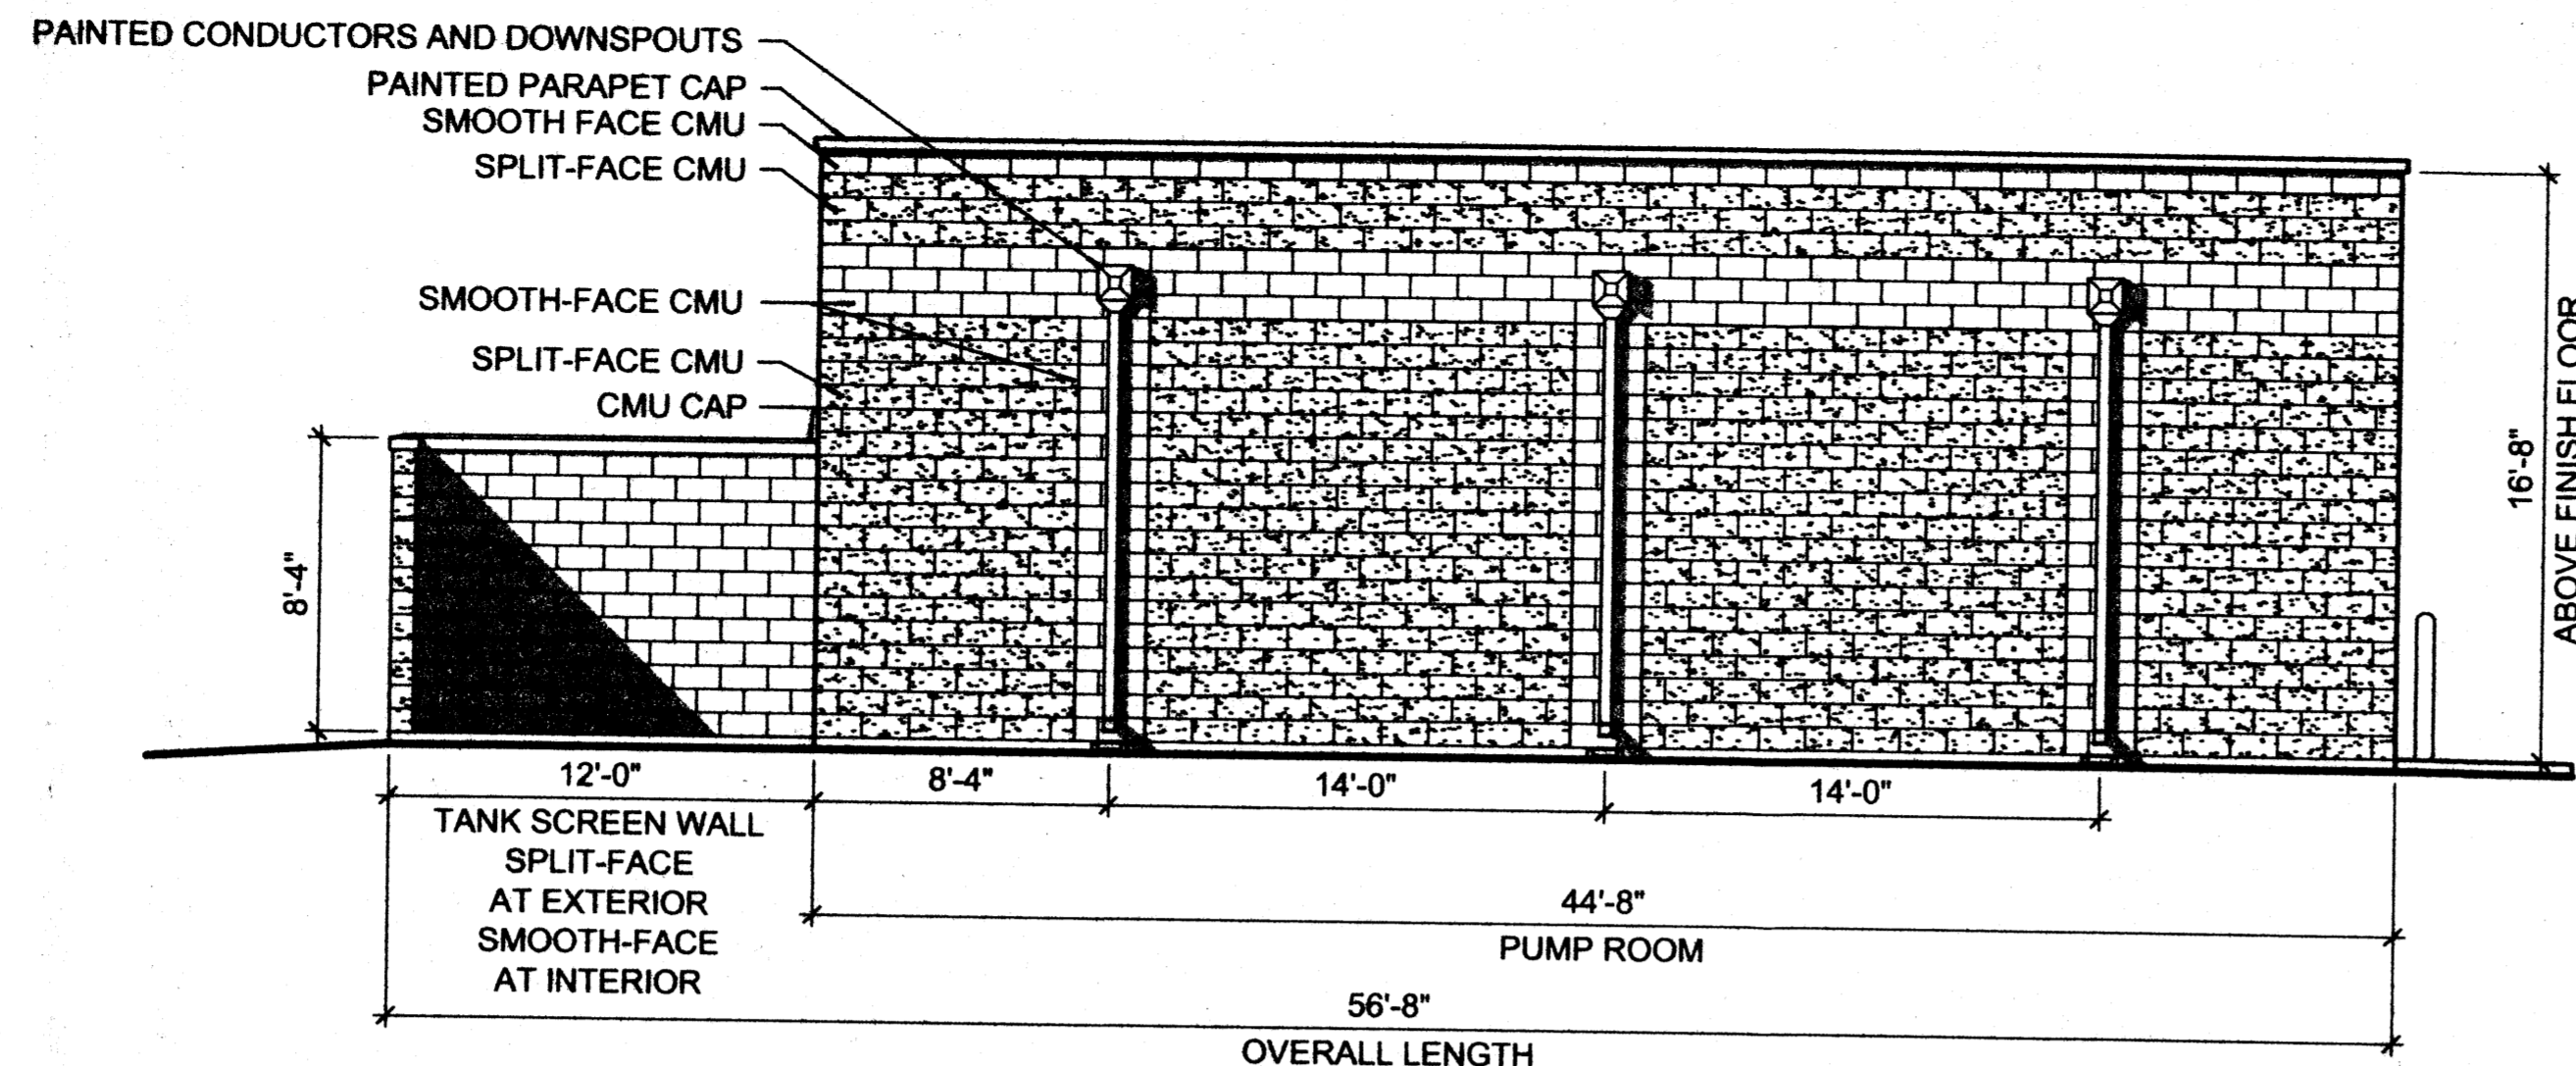 PAINTED CONDUCTORS AND DOWNSPOUTS
PAINTED PARAPET CAP
SMOOTH FACE CMU
SPLIT-FACE CMU
SMOOTH-FACE CMU
SPLIT-FACE CMU
CMU CAP
8'-4"
16'-8"
ABOVE FINISH FLOOR
12'-0"
8'-4"
14'-0"
14'-0"
TANK SCREEN WALL
SPLIT-FACE
AT EXTERIOR
SMOOTH-FACE
AT INTERIOR
44'-8"
PUMP ROOM
56'-8"
OVERALL LENGTH